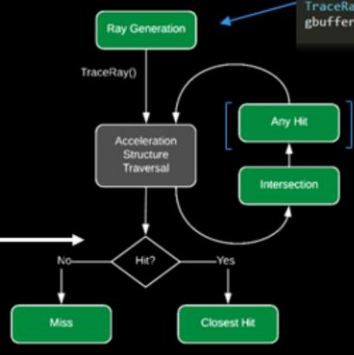 TraceRa
Ray Generation
gbuffer
TraceRay()
Any Hit
Acceleration
Structure
Traversal
Intersection
No
Hit?
Yes
Miss
Closest Hit